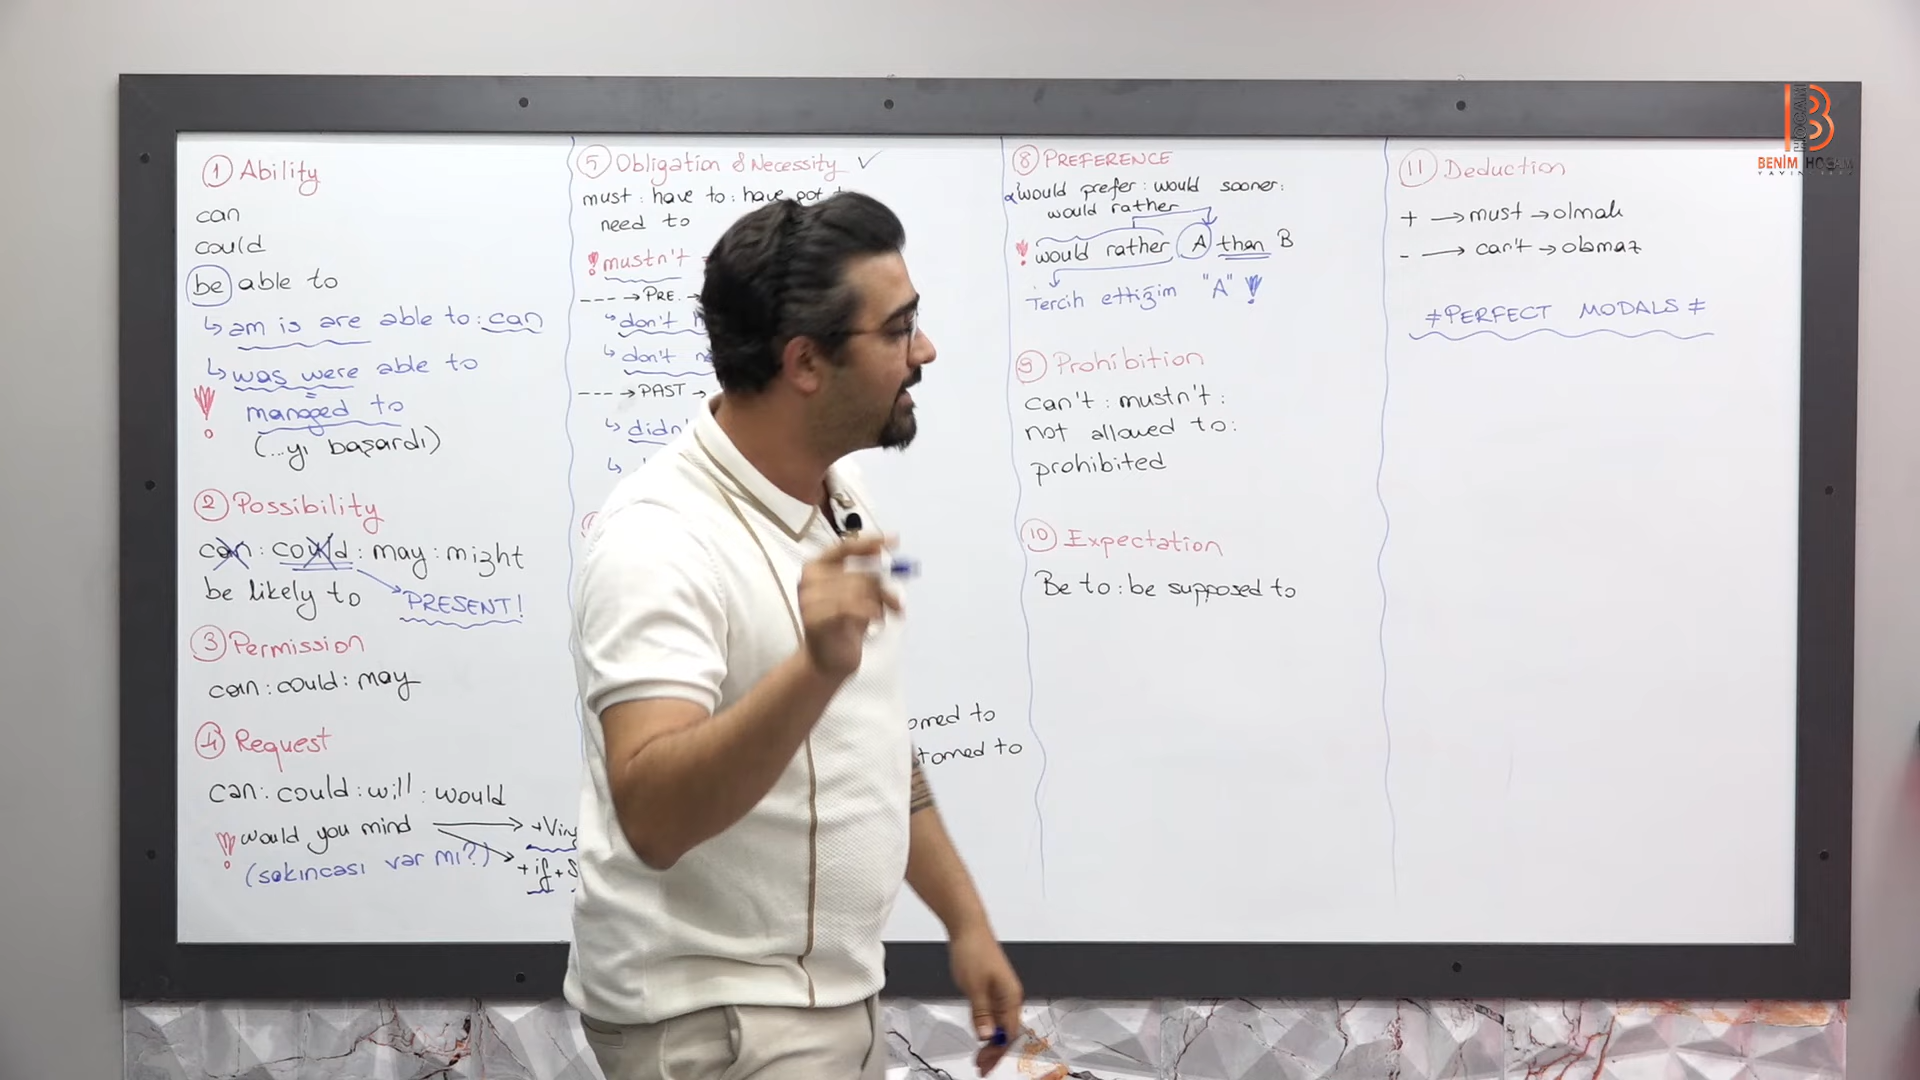 ① Ability
can
could
be able to
↳ am is are able to: can
↳ was were able to
managed to
(...yı başardı)
② Possibility
can : could : may : might
be likely to
PRESENT!
③ Permission
can : could : may
④ Request
can : could : will : would
would you mind → +Ving
(sakıncası var mı?) + if + S
⑤ Obligation & Necessity ✓
must : have to : have got
need to
! mustn't
--- → PRE. →
↳ don't
↳ don't
--- → PAST →
↳ didn'
omed to
tomed to
⑧ PREFERENCE
would prefer : would sooner :
would rather
! would rather A than B
Tercih ettiğim "A" !
⑨ Prohibition
can't : mustn't :
not allowed to :
prohibited
⑩ Expectation
Be to : be supposed to
⑪ Deduction
+ → must → olmalı
- → can't → olamaz
≠PERFECT MODALS≠
HOCAM
BENİM HOCAM
YAYINLARI